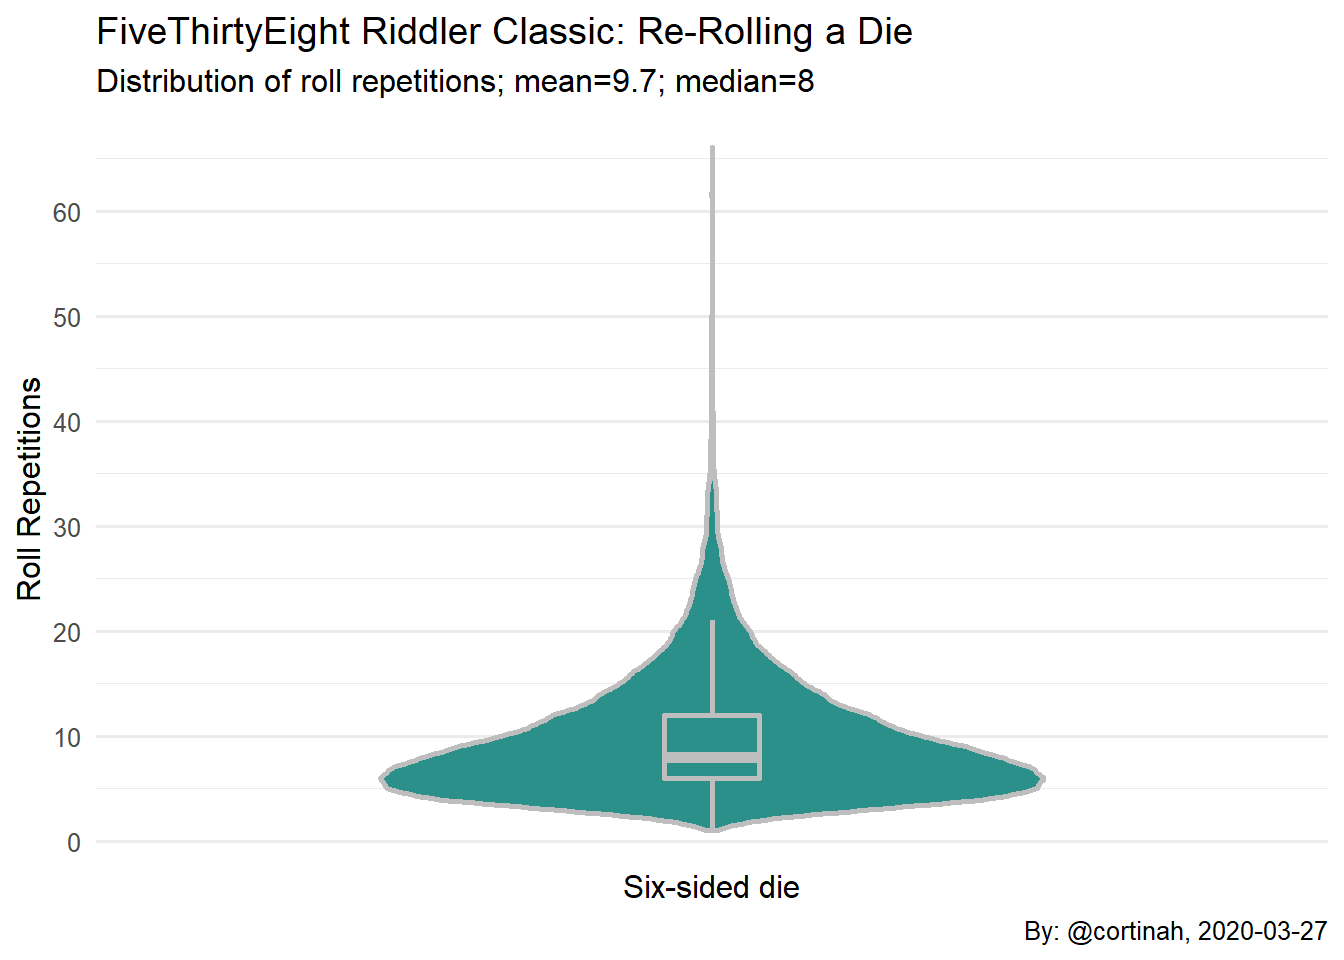 FiveThirtyEight Riddler Classic: Re-Rolling a Die
Distribution of roll repetitions; mean=9.7; median=8
Roll Repetitions
60
50
40
30
20
10
0
Six-sided die
By: @cortinah, 2020-03-27